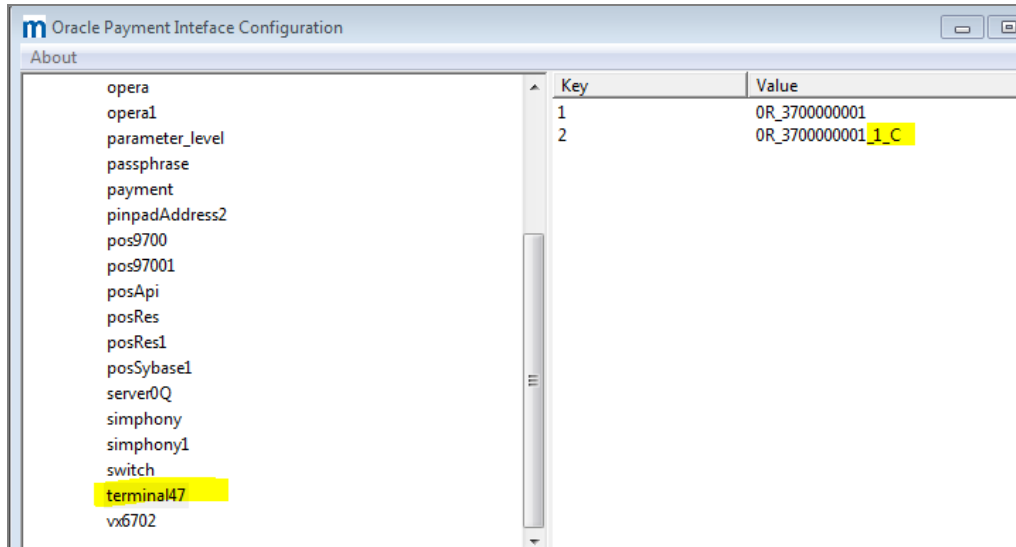 Oracle Payment Inteface Configuration
About
opera
opera1
parameter_level
passphrase
payment
pinpadAddress2
pos9700
pos97001
posApi
posRes
posRes1
posSybase1
server0Q
simphony
simphony1
switch
terminal47
vx6702
Key Value
1 0R_3700000001
2 0R_3700000001_1_C